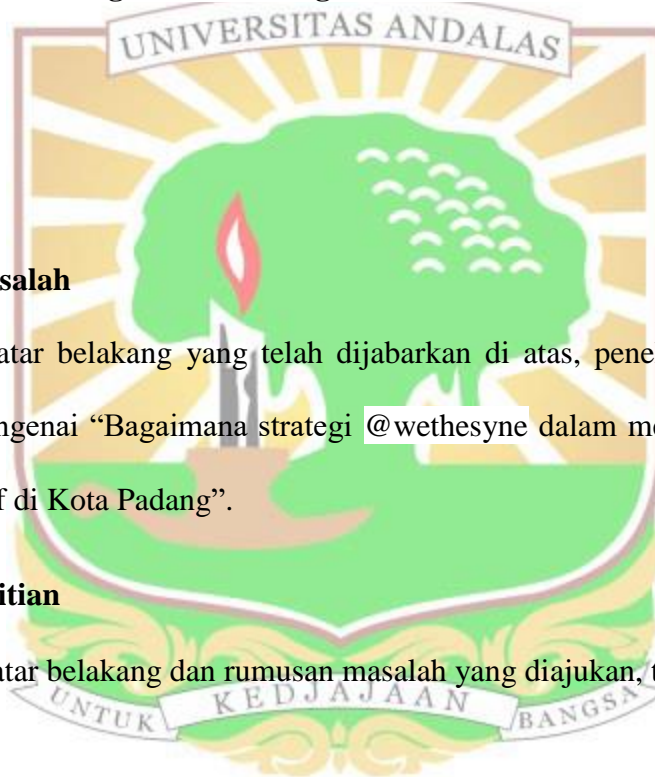 UNIVERSITAS ANDALAS
salah
atar belakang yang telah dijabarkan di atas, pene
ngenai “Bagaimana strategi @wethesyne dalam me
f di Kota Padang”.
itian
atar belakang dan rumusan masalah yang diajukan, t
UNTUK KEDJAJAAN BANGSA